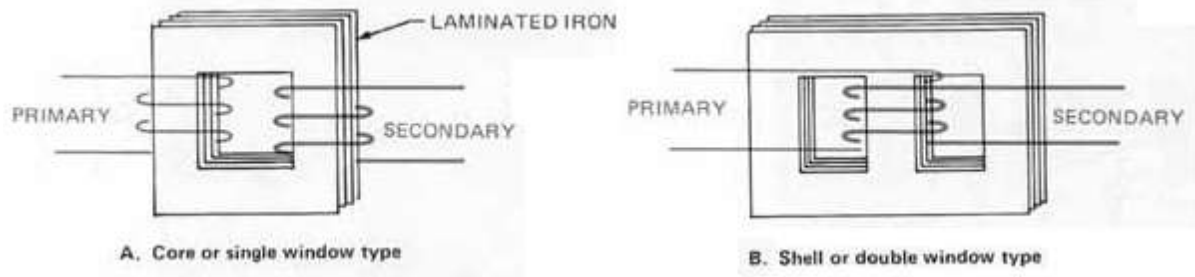 LAMINATED IRON
PRIMARY
SECONDARY
A. Core or single window type
PRIMARY
SECONDARY
B. Shell or double window type